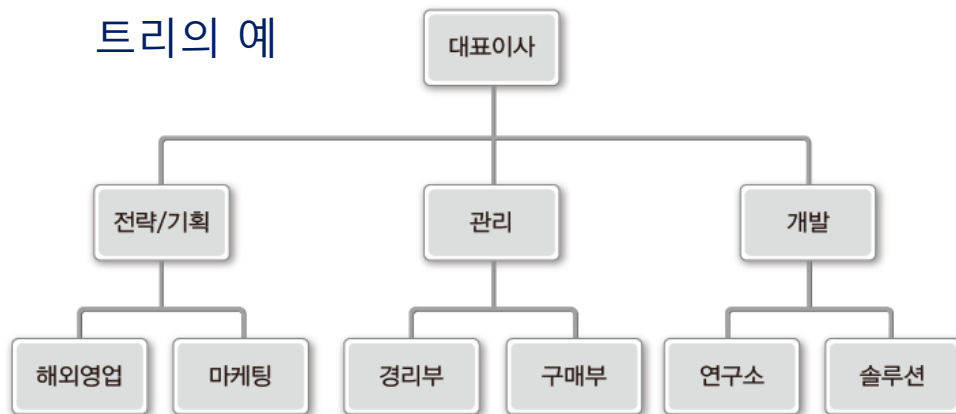 트리의 예
대표이사
전략/기획
관리
개발
해외영업
마케팅
경리부
구매부
연구소
솔루션